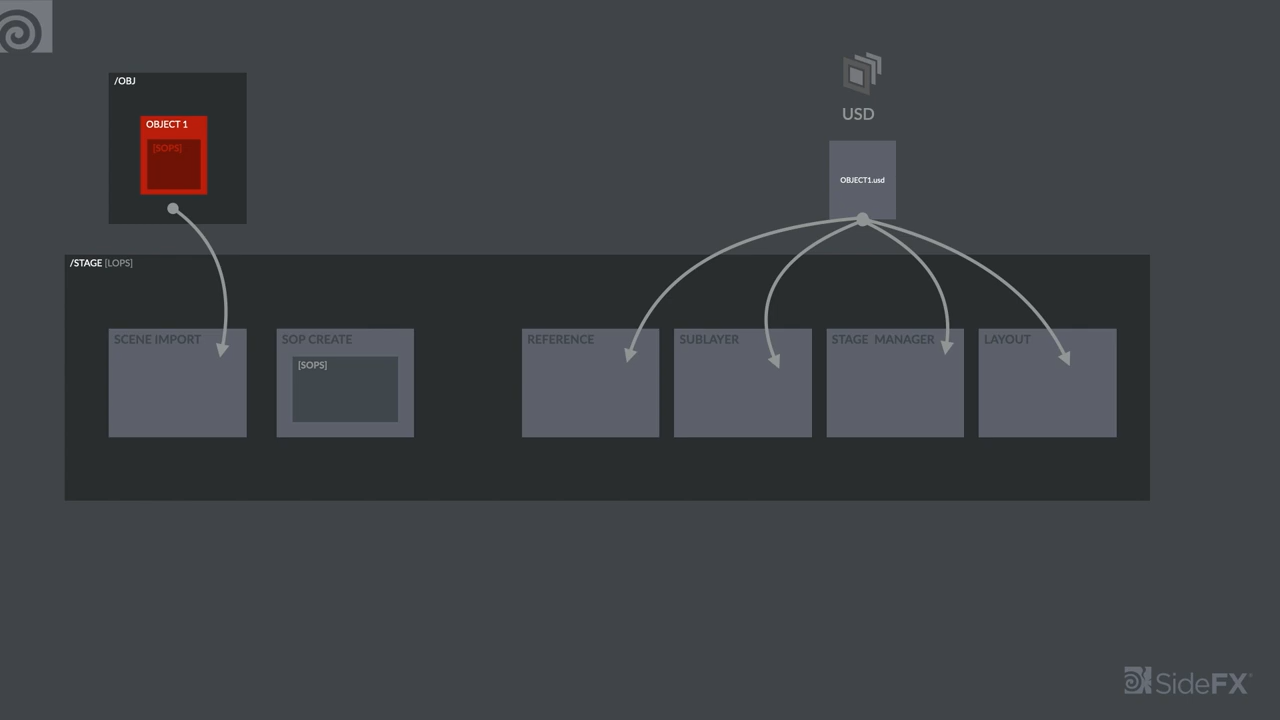 /OBJ
OBJECT 1
[SOPS]
USD
OBJECT1.usd
/STAGE [LOPS]
SCENE IMPORT
SOP CREATE
[SOPS]
REFERENCE
SUBLAYER
STAGE MANAGER
LAYOUT
SideFX